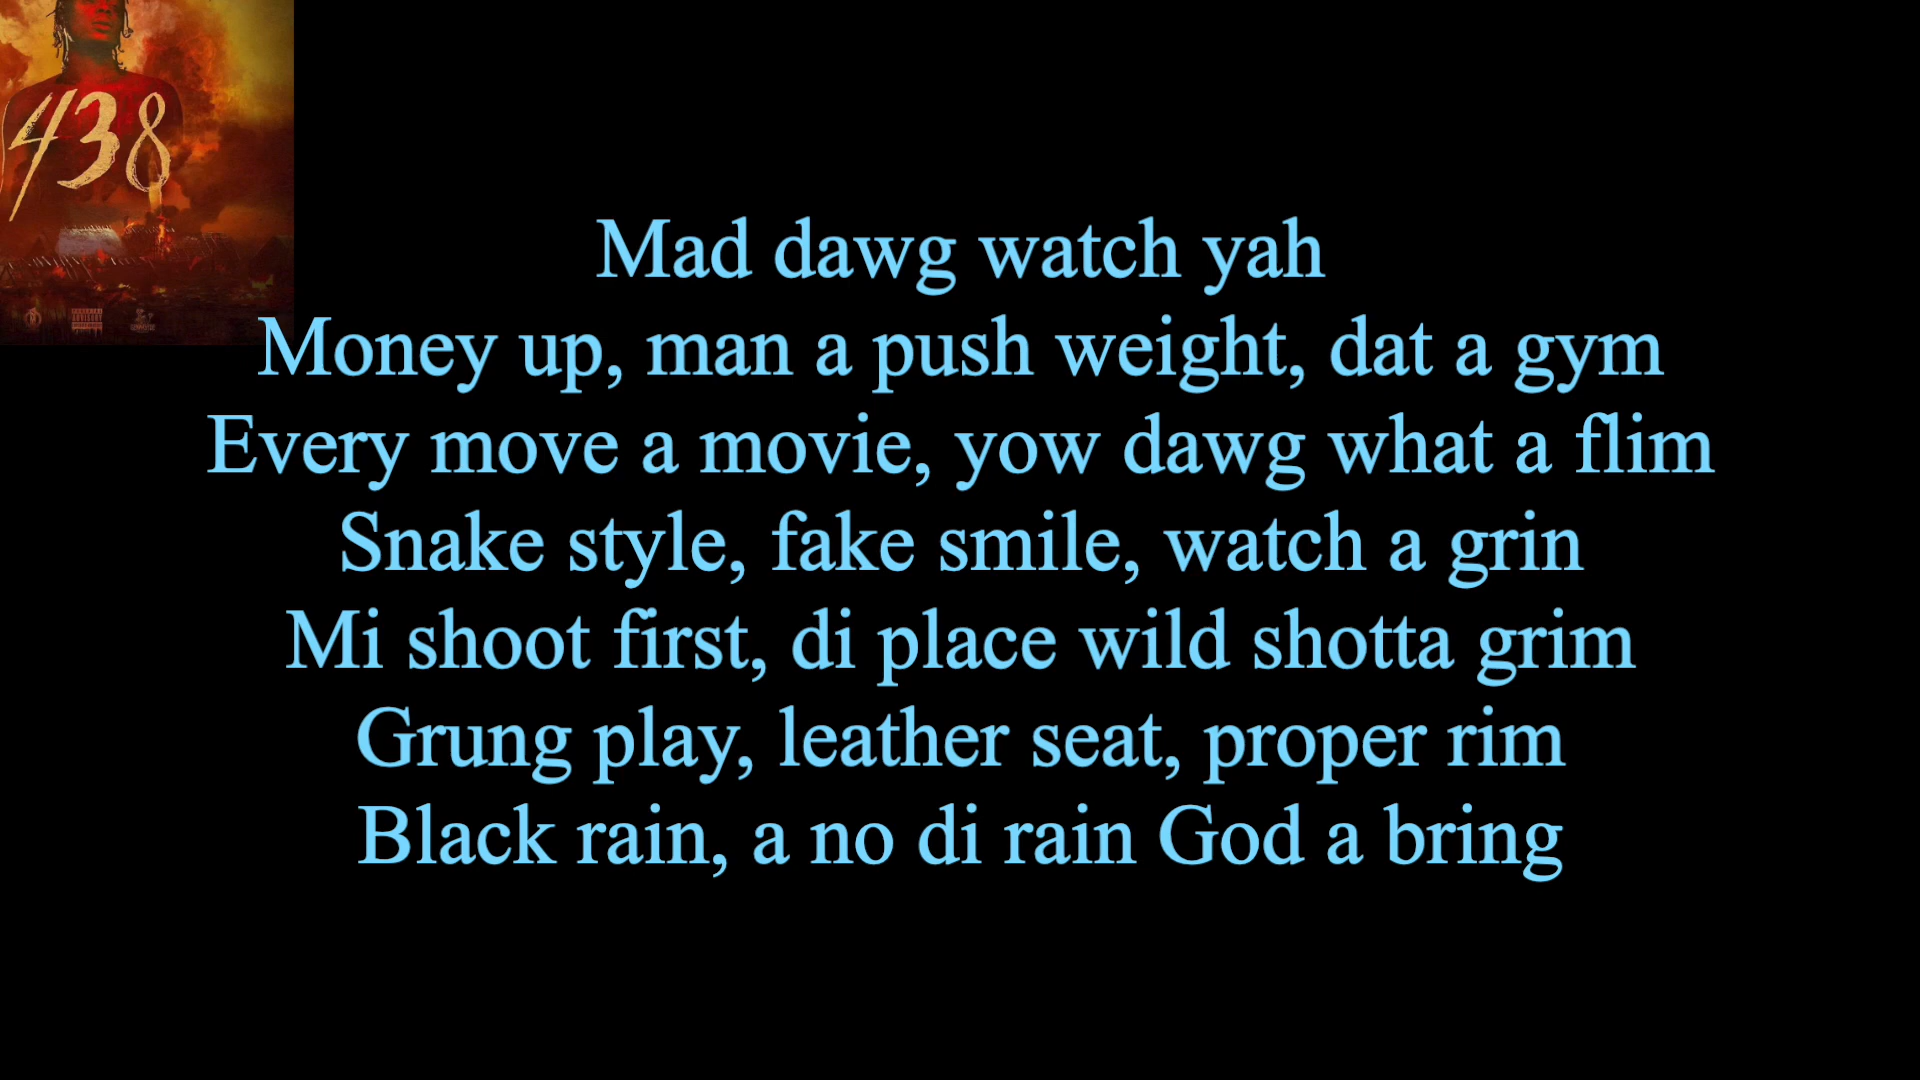 438
ADVISORY
Mad dawg watch yah
Money up, man a push weight, dat a gym
Every move a movie, yow dawg what a flim
Snake style, fake smile, watch a grin
Mi shoot first, di place wild shotta grim
Grung play, leather seat, proper rim
Black rain, a no di rain God a bring